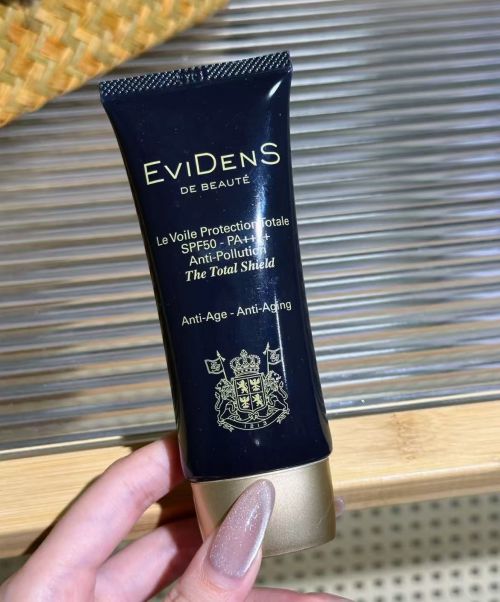 EviDenS
DE BEAUTÉ
Le Voile Protection Totale
SPF50 - PA++++
Anti-Pollution
The Total Shield
Anti-Age - Anti-Aging